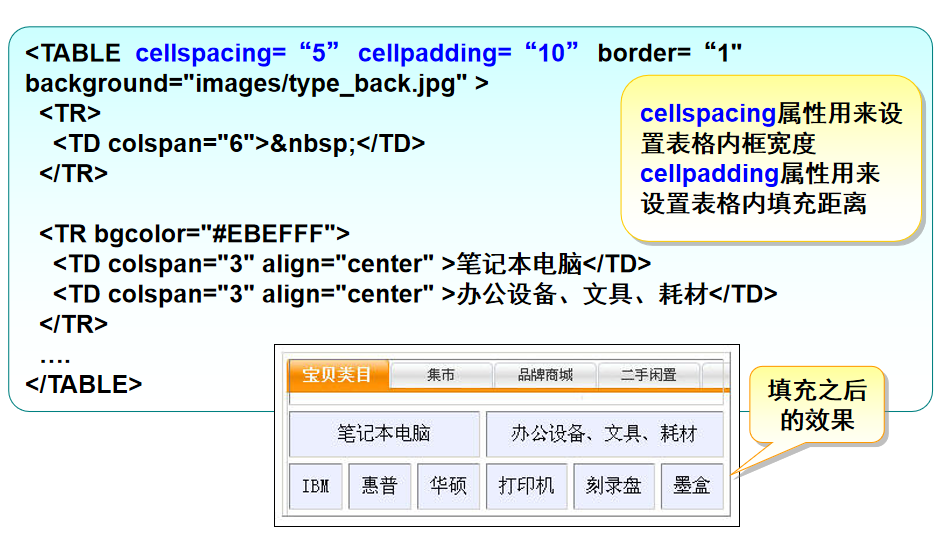 <TABLE cellspacing=“5” cellpadding=“10” border=“1"
background="images/type_back.jpg" >
<TR>
<TD colspan="6">&nbsp;</TD>
</TR>
<TR bgcolor="#EBEFFF">
<TD colspan="3" align="center" >笔记本电脑</TD>
<TD colspan="3" align="center" >办公设备、文具、耗材</TD>
</TR>
….
</TABLE>
cellspacing属性用来设
置表格内框宽度
cellpadding属性用来
设置表格内填充距离
宝贝类目 集市 品牌商城 二手闲置
笔记本电脑 办公设备、文具、耗材
IBM 惠普 华硕 打印机 刻录盘 墨盒
填充之后
的效果